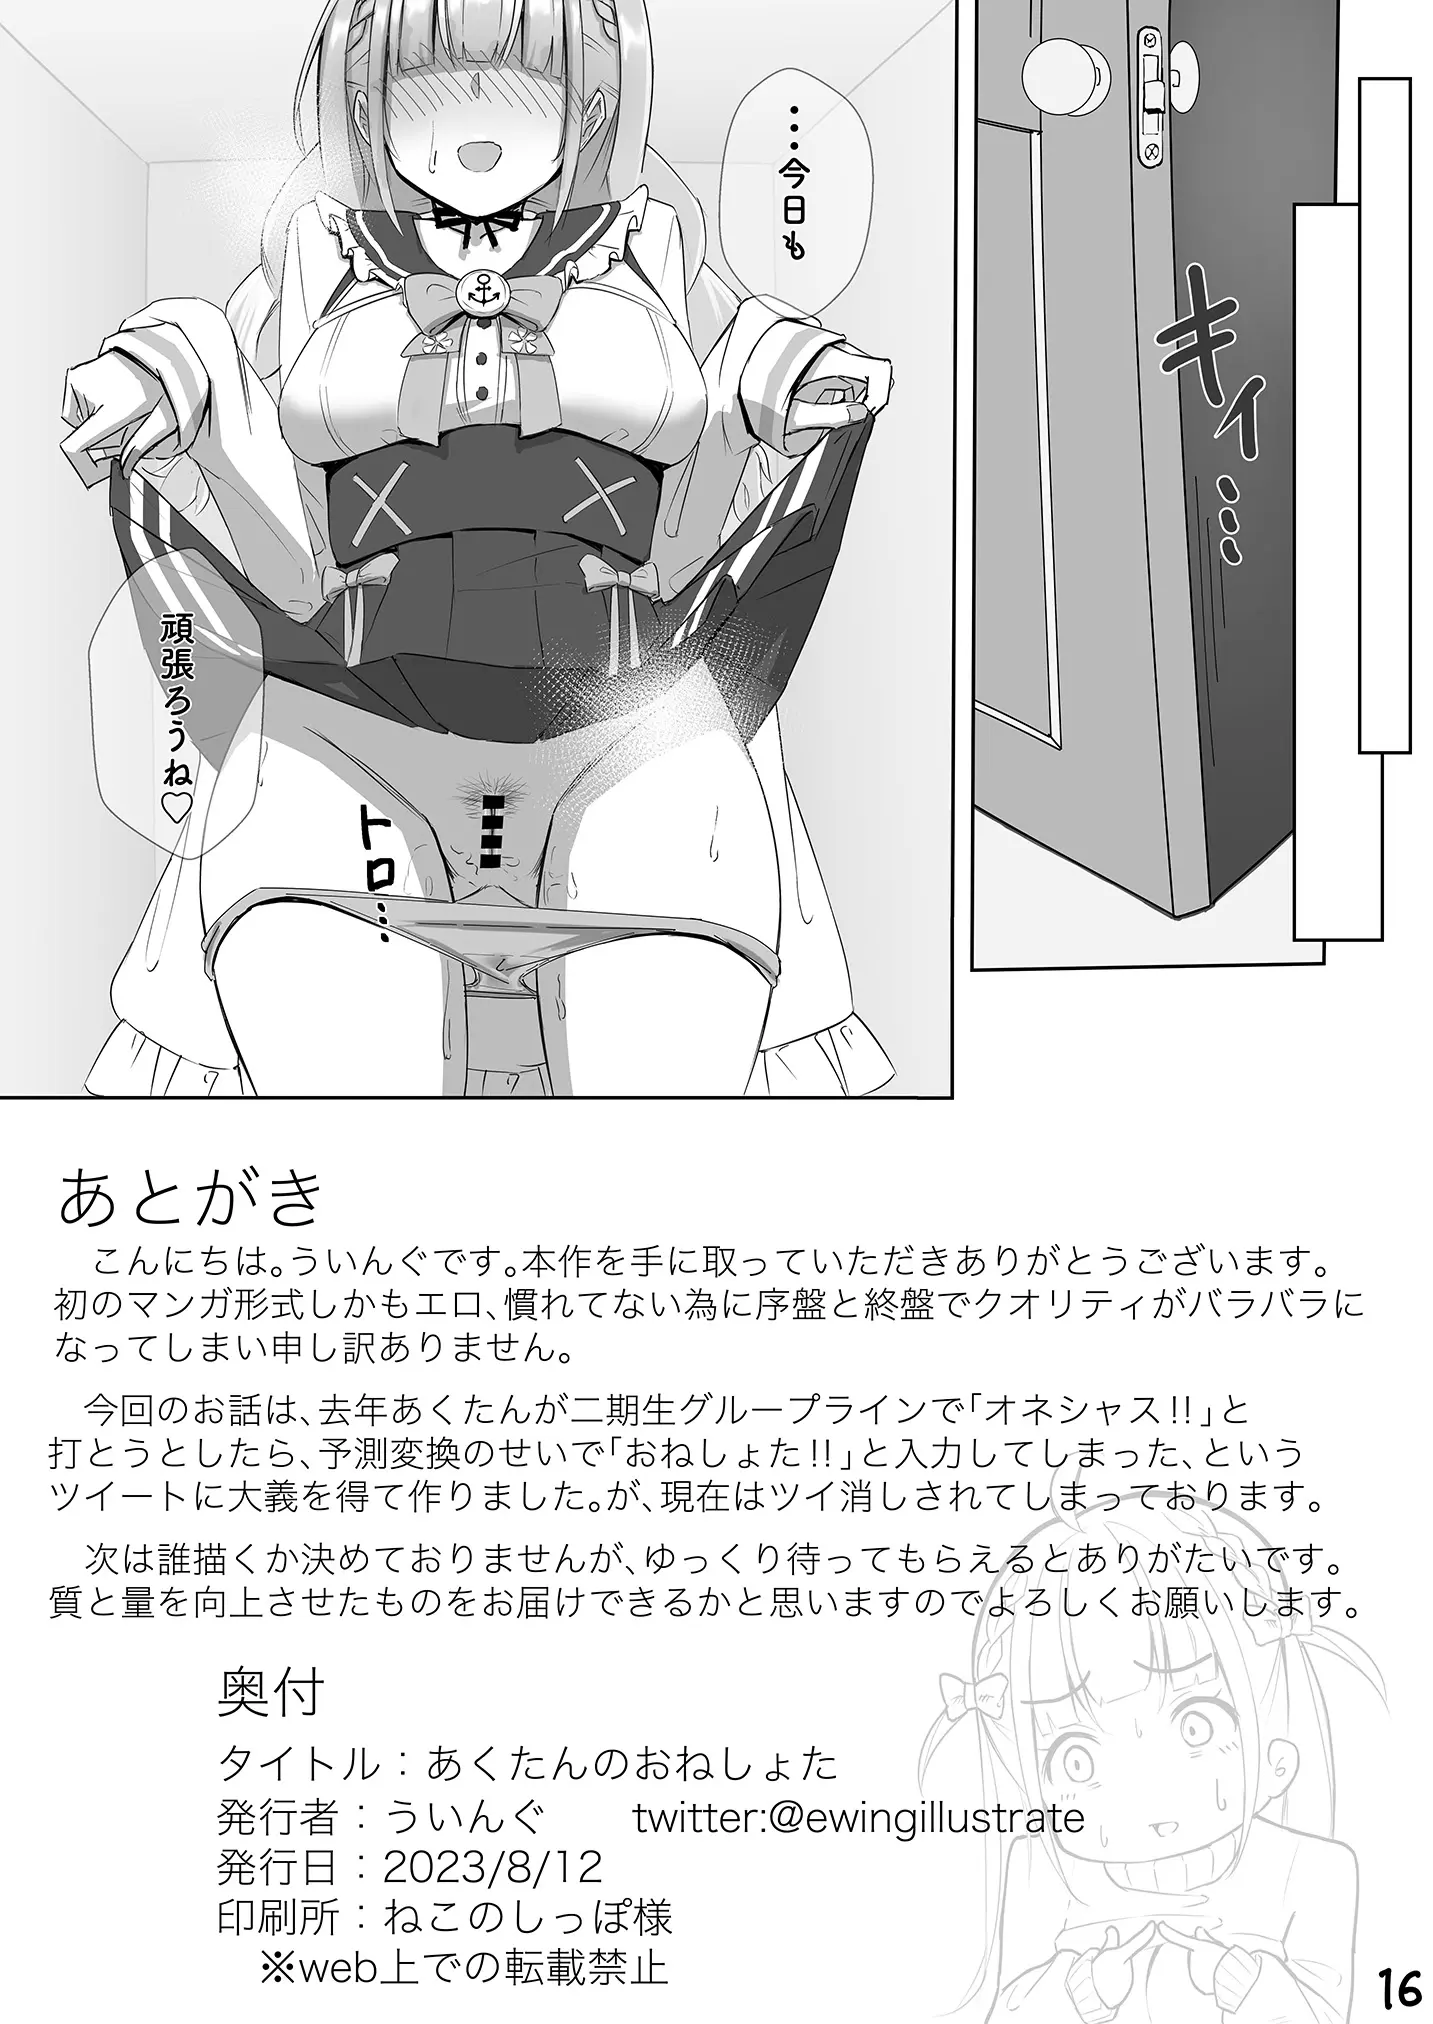 キィ…
…今日も
頑張ろうね♡
トロ…
あとがき
こんにちは。ういんぐです。本作を手に取っていただきありがとうございます。
初のマンガ形式しかもエロ、慣れてない為に序盤と終盤でクオリティがバラバラに
なってしまい申し訳ありません。
今回のお話は、去年あくたんが二期生グループラインで「オネシャス!!」と
打とうとしたら、予測変換のせいで「おねしょた!!」と入力してしまった、という
ツイートに大義を得て作りました。が、現在はツイ消しされてしまっております。
次は誰描くか決めておりませんが、ゆっくり待ってもらえるとありがたいです。
質と量を向上させたものをお届けできるかと思いますのでよろしくお願いします。
奥付
タイトル：あくたんのおねしょた
発行者：ういんぐ twitter:@ewingillustrate
発行日：2023/8/12
印刷所：ねこのしっぽ様
※web上での転載禁止
16